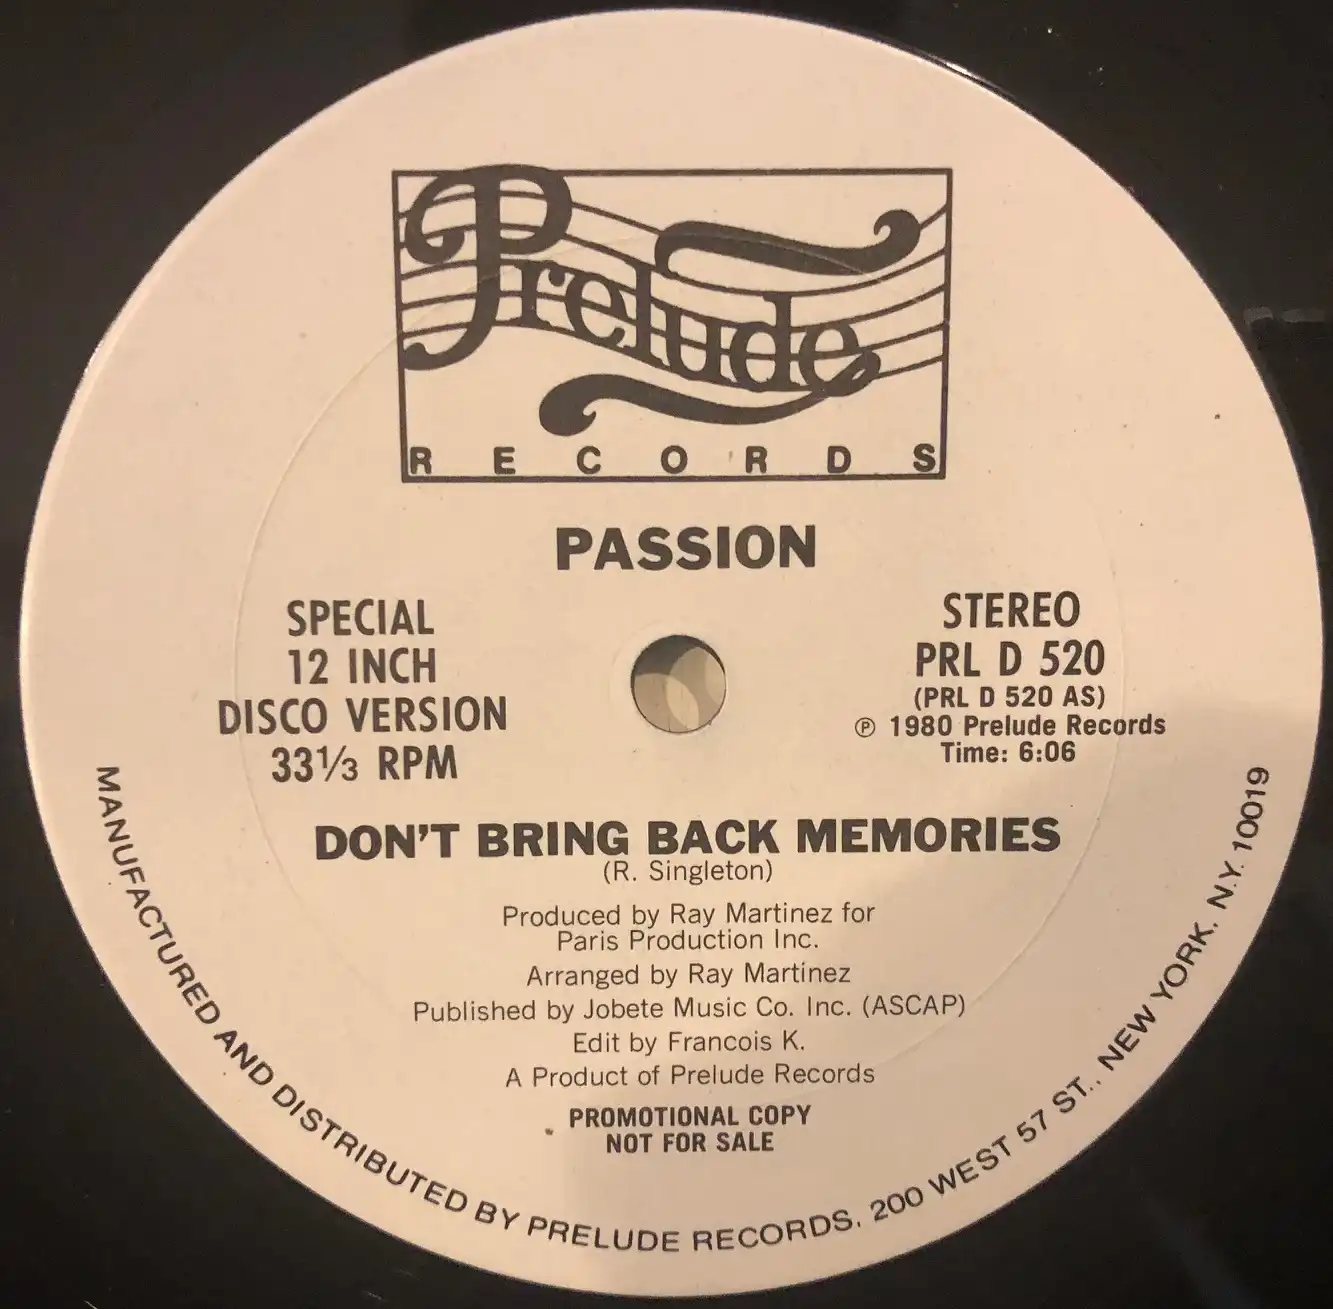 Prelude
RECORDS
PASSION
SPECIAL
12 INCH
DISCO VERSION
33⅓ RPM
STEREO
PRL D 520
(PRL D 520 AS)
℗ 1980 Prelude Records
Time: 6:06
DON'T BRING BACK MEMORIES
(R. Singleton)
Produced by Ray Martinez for
Paris Production Inc.
Arranged by Ray Martinez
Published by Jobete Music Co. Inc. (ASCAP)
Edit by Francois K.
A Product of Prelude Records
PROMOTIONAL COPY
NOT FOR SALE
MANUFACTURED AND DISTRIBUTED BY PRELUDE RECORDS, 200 WEST 57 ST., NEW YORK, N.Y. 10019